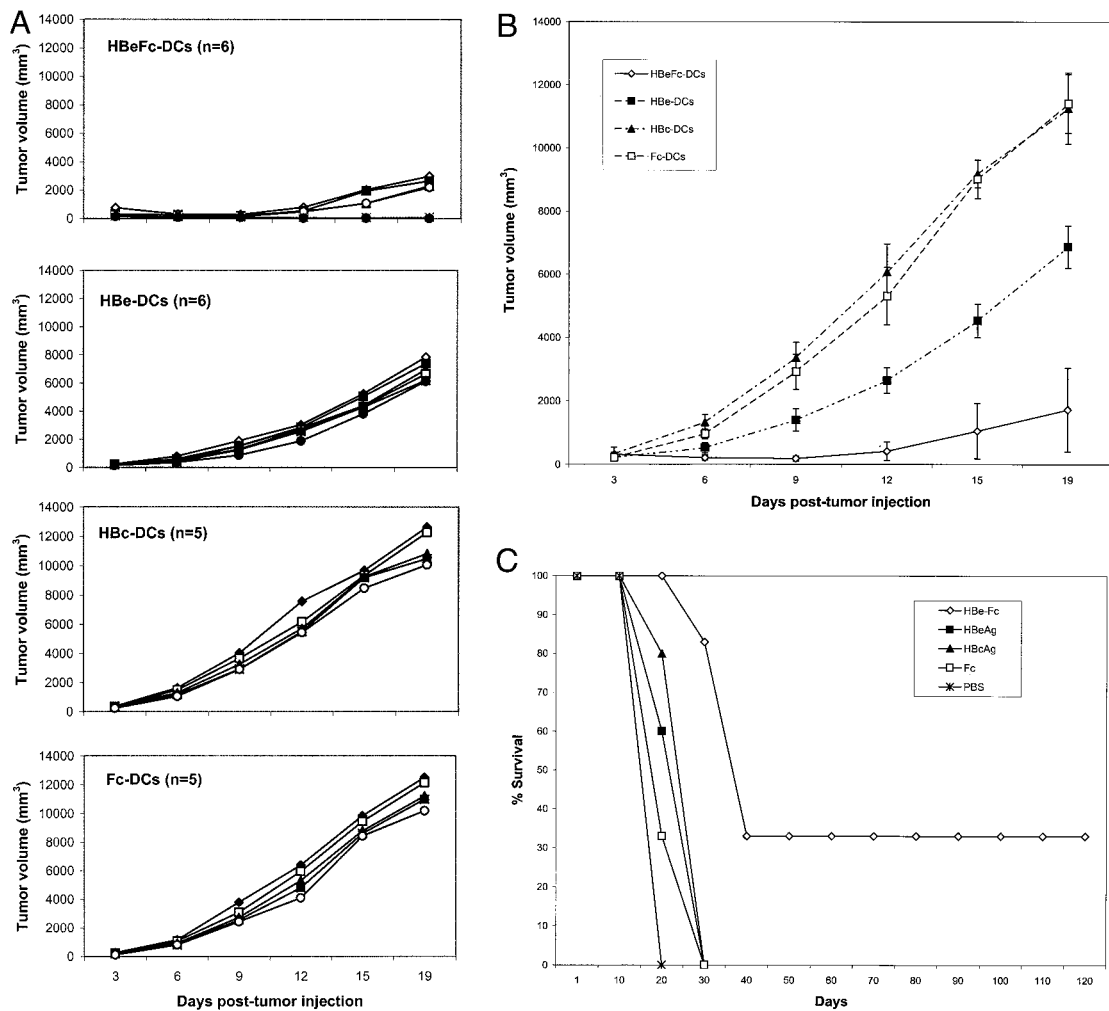 A
HBeFc-DCs (n=6)
Tumor volume (mm³)
14000
12000
10000
8000
6000
4000
2000
0
HBe-DCs (n=6)
Tumor volume (mm³)
14000
12000
10000
8000
6000
4000
2000
0
HBc-DCs (n=5)
Tumor volume (mm³)
14000
12000
10000
8000
6000
4000
2000
0
Fc-DCs (n=5)
Tumor volume (mm³)
14000
12000
10000
8000
6000
4000
2000
0
3 6 9 12 15 19
Days post-tumor injection
B
Tumor volume (mm³)
14000
12000
10000
8000
6000
4000
2000
0
HBeFc-DCs
HBe-DCs
HBc-DCs
Fc-DCs
3 6 9 12 15 19
Days post-tumor injection
C
% Survival
100
90
80
70
60
50
40
30
20
10
0
HBe-Fc
HBeAg
HBcAg
Fc
PBS
1 10 20 30 40 50 60 70 80 90 100 110 120
Days